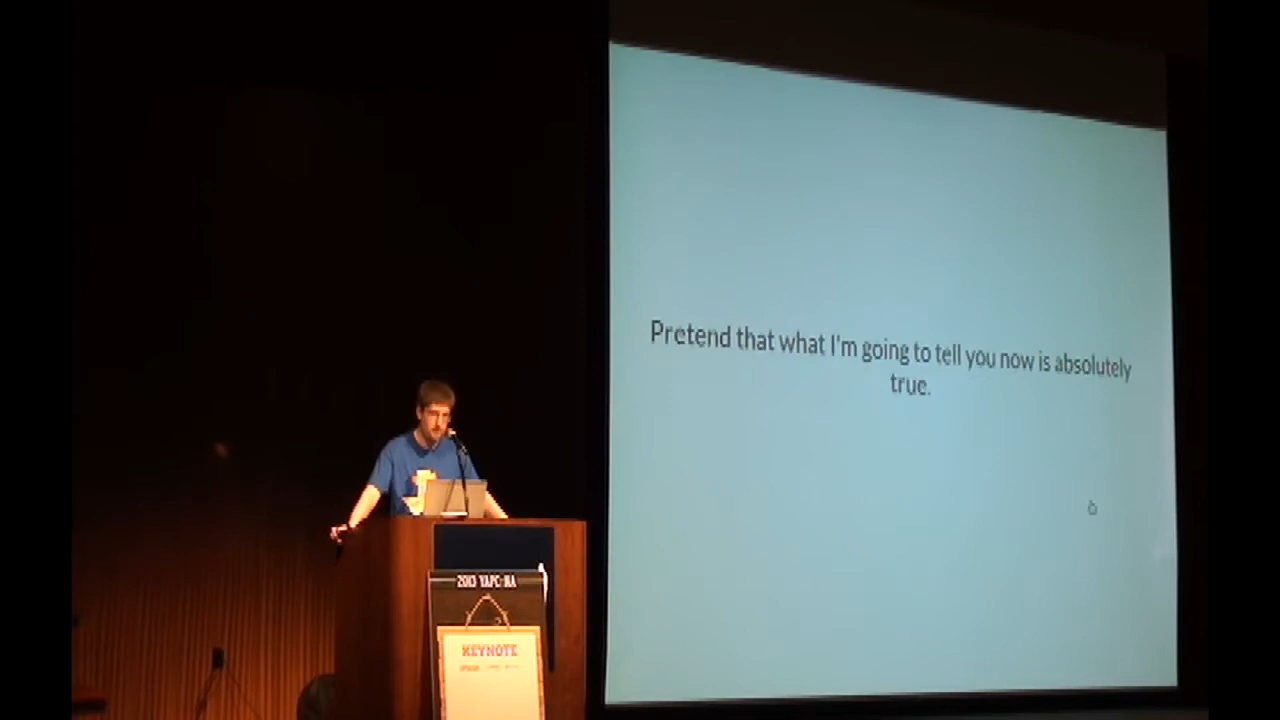 Pretend that what I'm going to tell you now is absolutely
true.
2013 YAPC::NA
KEYNOTE